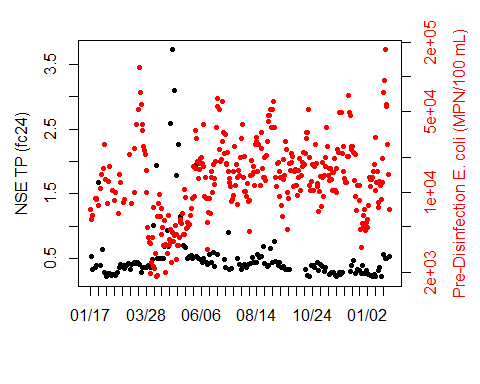 NSE TP (fc24)
3.5
2.5
1.5
0.5
2e+05
5e+04
1e+04
2e+03
Pre-Disinfection E. coli (MPN/100 mL)
01/17 03/28 06/06 08/14 10/24 01/02